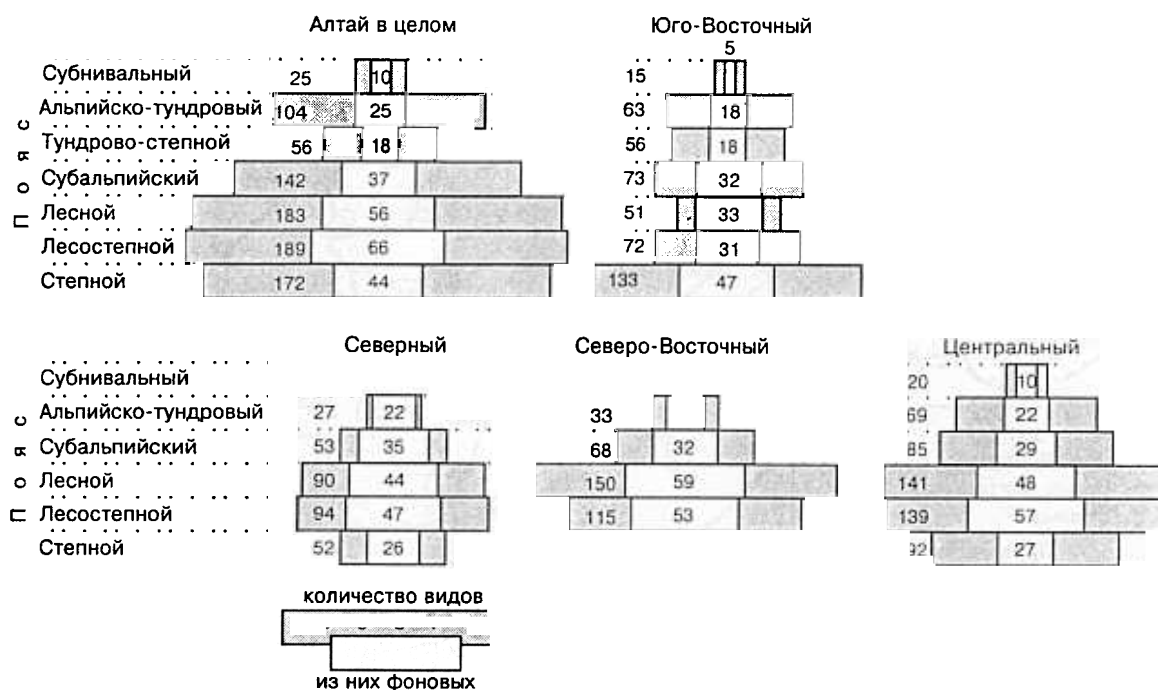 Алтай в целом Юго-Восточный
5
Субнивальный 25 10 15
Альпийско-тундровый 104 25 63 18
Тундрово-степной 56 18 56 18
Субальпийский 142 37 73 32
Лесной 183 56 51 33
Лесостепной 189 66 72 31
Степной 172 44 133 47
Пояс
Северный Северо-Восточный Центральный
Субнивальный 20 10
Альпийско-тундровый 27 22 33 69 22
Субальпийский 53 35 68 32 85 29
Лесной 90 44 150 59 141 48
Лесостепной 94 47 115 53 139 57
Степной 52 26 92 27
Пояс
количество видов
из них фоновых